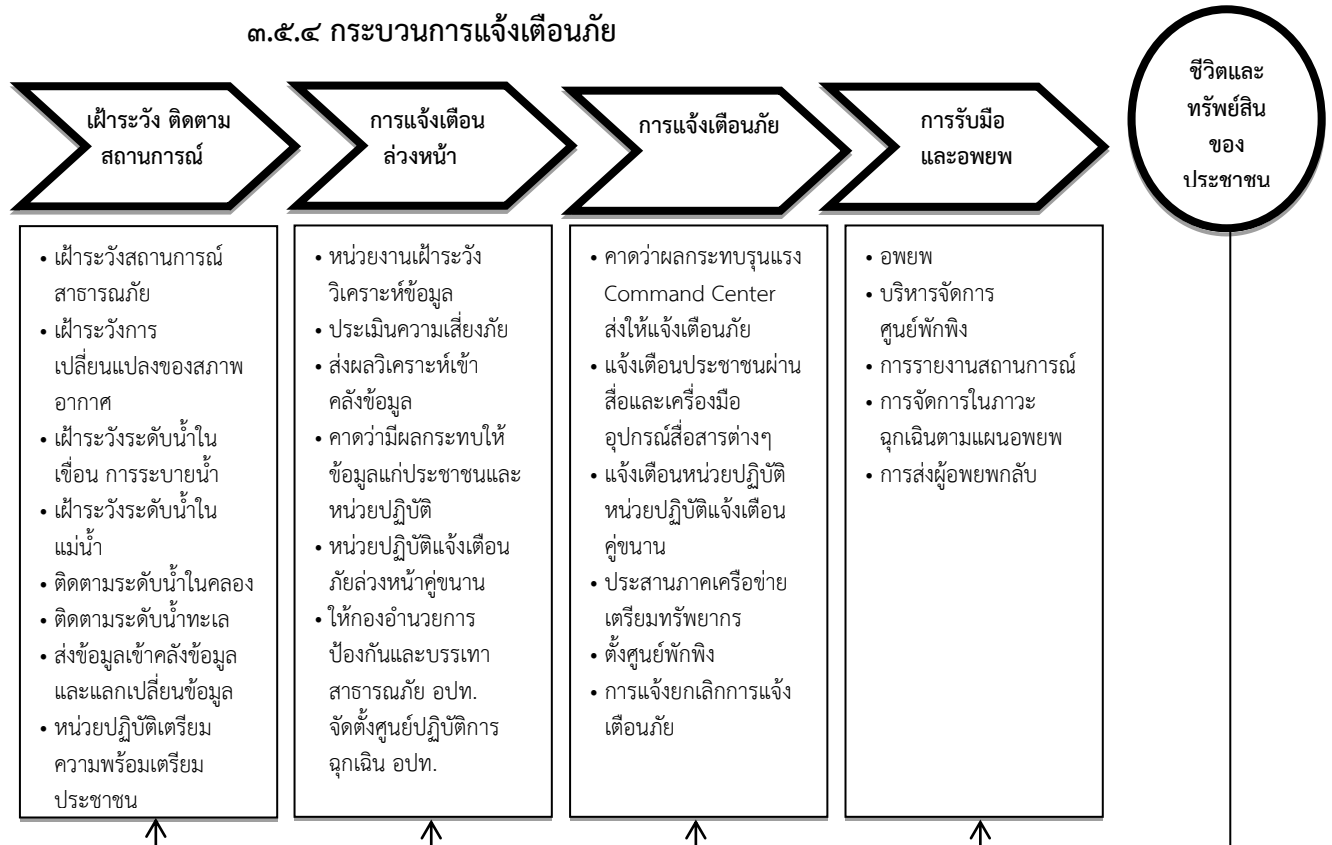 ๓.๕.๔ กระบวนการแจ้งเตือนภัย
เฝ้าระวัง ติดตาม
สถานการณ์
การแจ้งเตือน
ล่วงหน้า
การแจ้งเตือนภัย
การรับมือ
และอพยพ
ชีวิตและ
ทรัพย์สิน
ของ
ประชาชน
• เฝ้าระวังสถานการณ์
สาธารณภัย
• เฝ้าระวังการ
เปลี่ยนแปลงของสภาพ
อากาศ
• เฝ้าระวังระดับน้ำใน
เขื่อน การระบายน้ำ
• เฝ้าระวังระดับน้ำใน
แม่น้ำ
• ติดตามระดับน้ำในคลอง
• ติดตามระดับน้ำทะเล
• ส่งข้อมูลเข้าคลังข้อมูล
และแลกเปลี่ยนข้อมูล
• หน่วยปฏิบัติเตรียม
ความพร้อมเตรียม
ประชาชน
• หน่วยงานเฝ้าระวัง
วิเคราะห์ข้อมูล
• ประเมินความเสี่ยงภัย
• ส่งผลวิเคราะห์เข้า
คลังข้อมูล
• คาดว่ามีผลกระทบให้
ข้อมูลแก่ประชาชนและ
หน่วยปฏิบัติ
• หน่วยปฏิบัติแจ้งเตือน
ภัยล่วงหน้าคู่ขนาน
• ให้กองอำนวยการ
ป้องกันและบรรเทา
สาธารณภัย อปท.
จัดตั้งศูนย์ปฏิบัติการ
ฉุกเฉิน อปท.
• คาดว่าผลกระทบรุนแรง
Command Center
ส่งให้แจ้งเตือนภัย
• แจ้งเตือนประชาชนผ่าน
สื่อและเครื่องมือ
อุปกรณ์สื่อสารต่างๆ
• แจ้งเตือนหน่วยปฏิบัติ
หน่วยปฏิบัติแจ้งเตือน
คู่ขนาน
• ประสานภาคเครือข่าย
เตรียมทรัพยากร
• ตั้งศูนย์พักพิง
• การแจ้งยกเลิกการแจ้ง
เตือนภัย
• อพยพ
• บริหารจัดการ
ศูนย์พักพิง
• การรายงานสถานการณ์
• การจัดการในภาวะ
ฉุกเฉินตามแผนอพยพ
• การส่งผู้อพยพกลับ